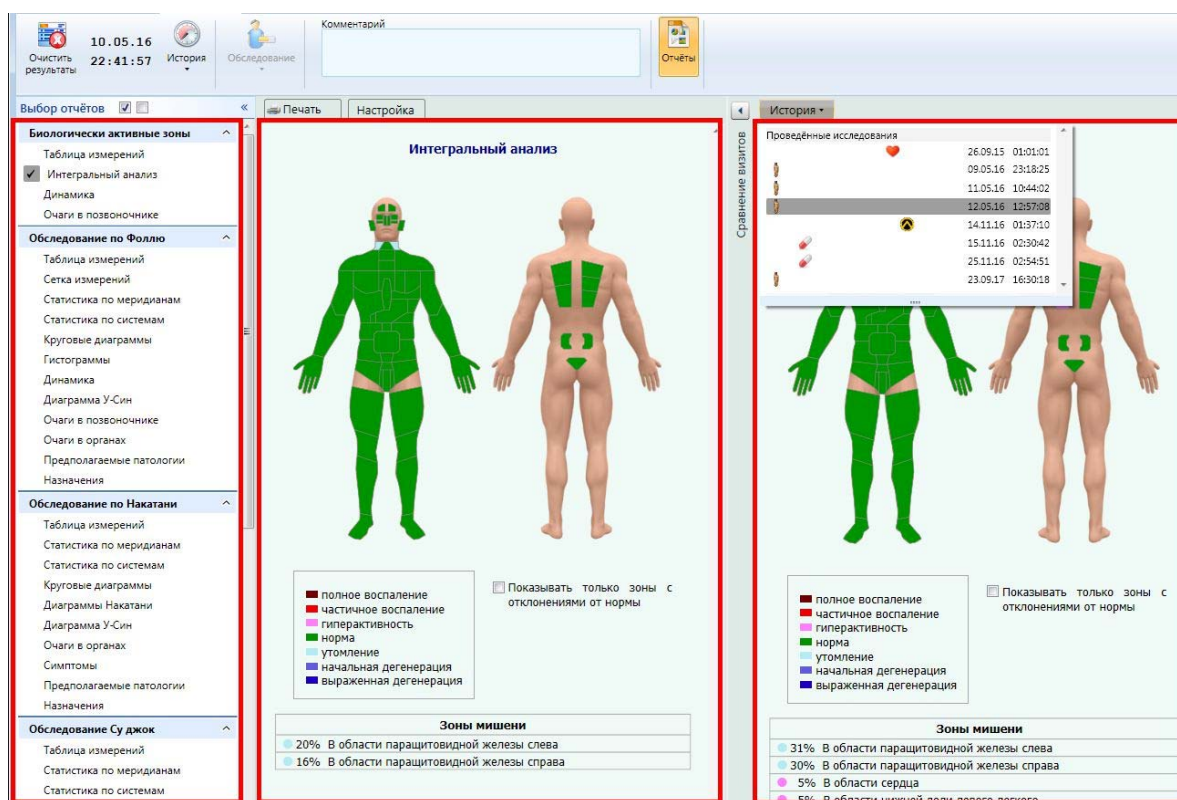 Комментарий
10.05.16
22:41:57
Очистить
результаты
История
Обследование
Отчёты
Выбор отчётов
«
Биологически активные зоны
Таблица измерений
Интегральный анализ
Динамика
Очаги в позвоночнике
Обследование по Фоллю
Таблица измерений
Сетка измерений
Статистика по меридианам
Статистика по системам
Круговые диаграммы
Гистограммы
Динамика
Диаграмма У-Син
Очаги в позвоночнике
Очаги в органах
Предполагаемые патологии
Назначения
Обследование по Накатани
Таблица измерений
Статистика по меридианам
Статистика по системам
Круговые диаграммы
Диаграммы Накатани
Диаграмма У-Син
Очаги в органах
Симптомы
Предполагаемые патологии
Назначения
Обследование Су джок
Таблица измерений
Статистика по меридианам
Статистика по системам
Печать
Настройка
Интегральный анализ
полное воспаление
частичное воспаление
гиперактивность
норма
утомление
начальная дегенерация
выраженная дегенерация
Показывать только зоны с
отклонениями от нормы
Зоны мишени
20% В области паращитовидной железы слева
16% В области паращитовидной железы справа
Сравнение визитов
История
Проведённые исследования
26.09.15 01:01:01
09.05.16 23:18:25
11.05.16 10:44:02
12.05.16 12:57:08
14.11.16 01:37:10
15.11.16 02:30:42
25.11.16 02:54:51
23.09.17 16:30:18
полное воспаление
частичное воспаление
гиперактивность
норма
утомление
начальная дегенерация
выраженная дегенерация
Показывать только зоны с
отклонениями от нормы
Зоны мишени
31% В области паращитовидной железы слева
30% В области паращитовидной железы справа
5% В области сердца
5% В области нижней доли левого легкого